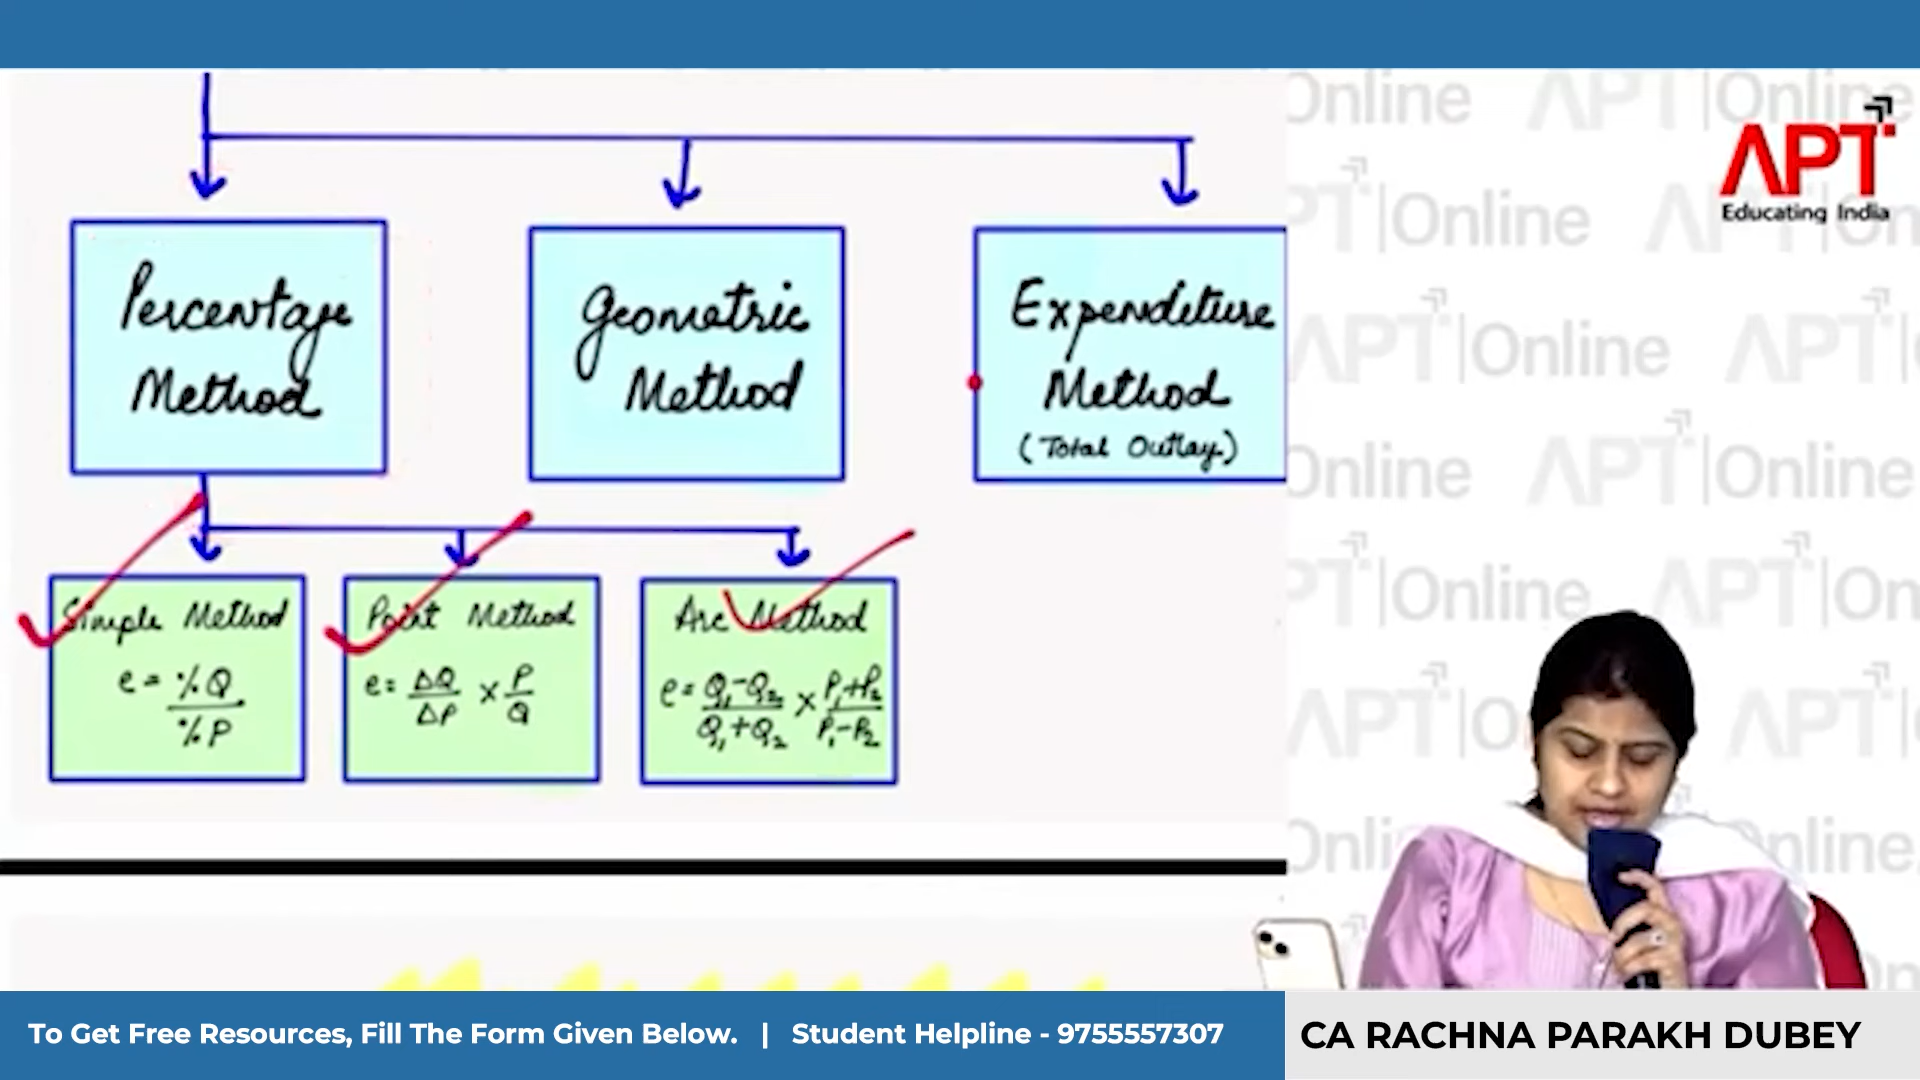 APT
Educating India
Percentage
Method
Geometric
Method
Expenditure
Method
(Total Outlay)
Simple Method
e = %Q
%P
Point Method
e = ΔQ × P
ΔP Q
Arc Method
e = Q₁-Q₂ × P₁+P₂
Q₁+Q₂ P₁-P₂
To Get Free Resources, Fill The Form Given Below. | Student Helpline - 9755557307
CA RACHNA PARAKH DUBEY
APT|Online